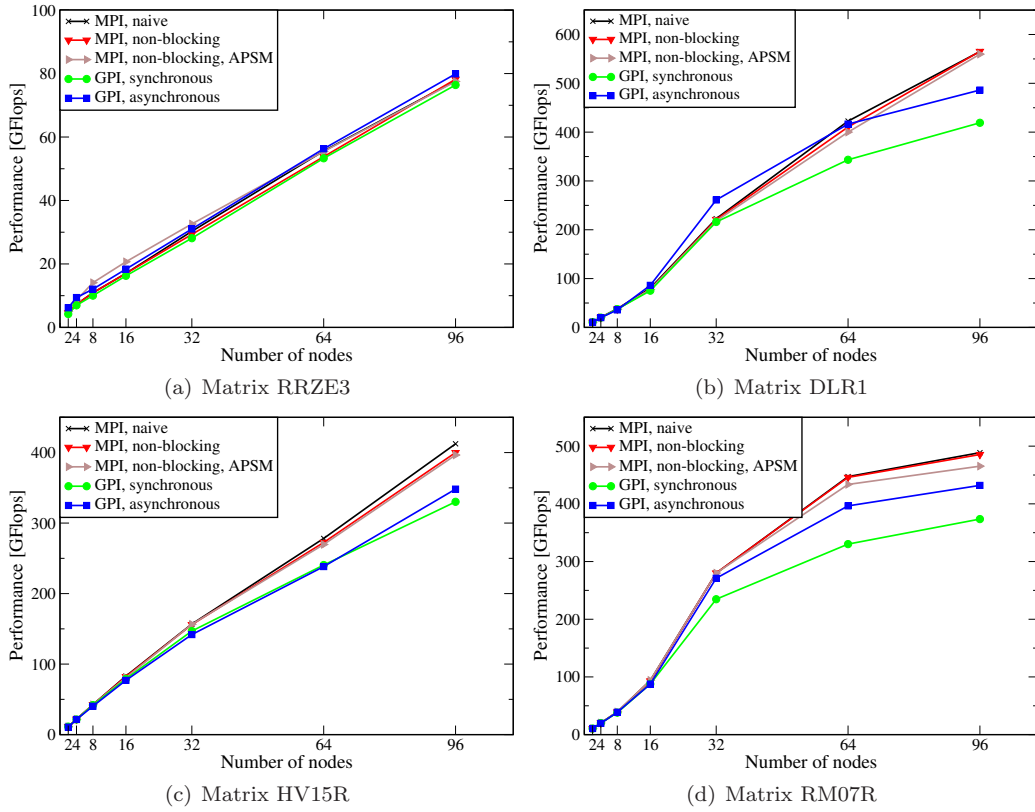 100
80
60
40
20
0
Performance [GFlops]
MPI, naive
MPI, non-blocking
MPI, non-blocking, APSM
GPI, synchronous
GPI, asynchronous
2 4 8 16 32 64 96
Number of nodes
(a) Matrix RRZE3
650
600
500
400
300
200
100
0
Performance [GFlops]
MPI, naive
MPI, non-blocking
MPI, non-blocking, APSM
GPI, synchronous
GPI, asynchronous
2 4 8 16 32 64 96
Number of nodes
(b) Matrix DLR1
400
300
200
100
0
Performance [GFlops]
MPI, naive
MPI, non-blocking
MPI, non-blocking, APSM
GPI, synchronous
GPI, asynchronous
2 4 8 16 32 64 96
Number of nodes
(c) Matrix HV15R
500
400
300
200
100
0
Performance [GFlops]
MPI, naive
MPI, non-blocking
MPI, non-blocking, APSM
GPI, synchronous
GPI, asynchronous
2 4 8 16 32 64 96
Number of nodes
(d) Matrix RM07R